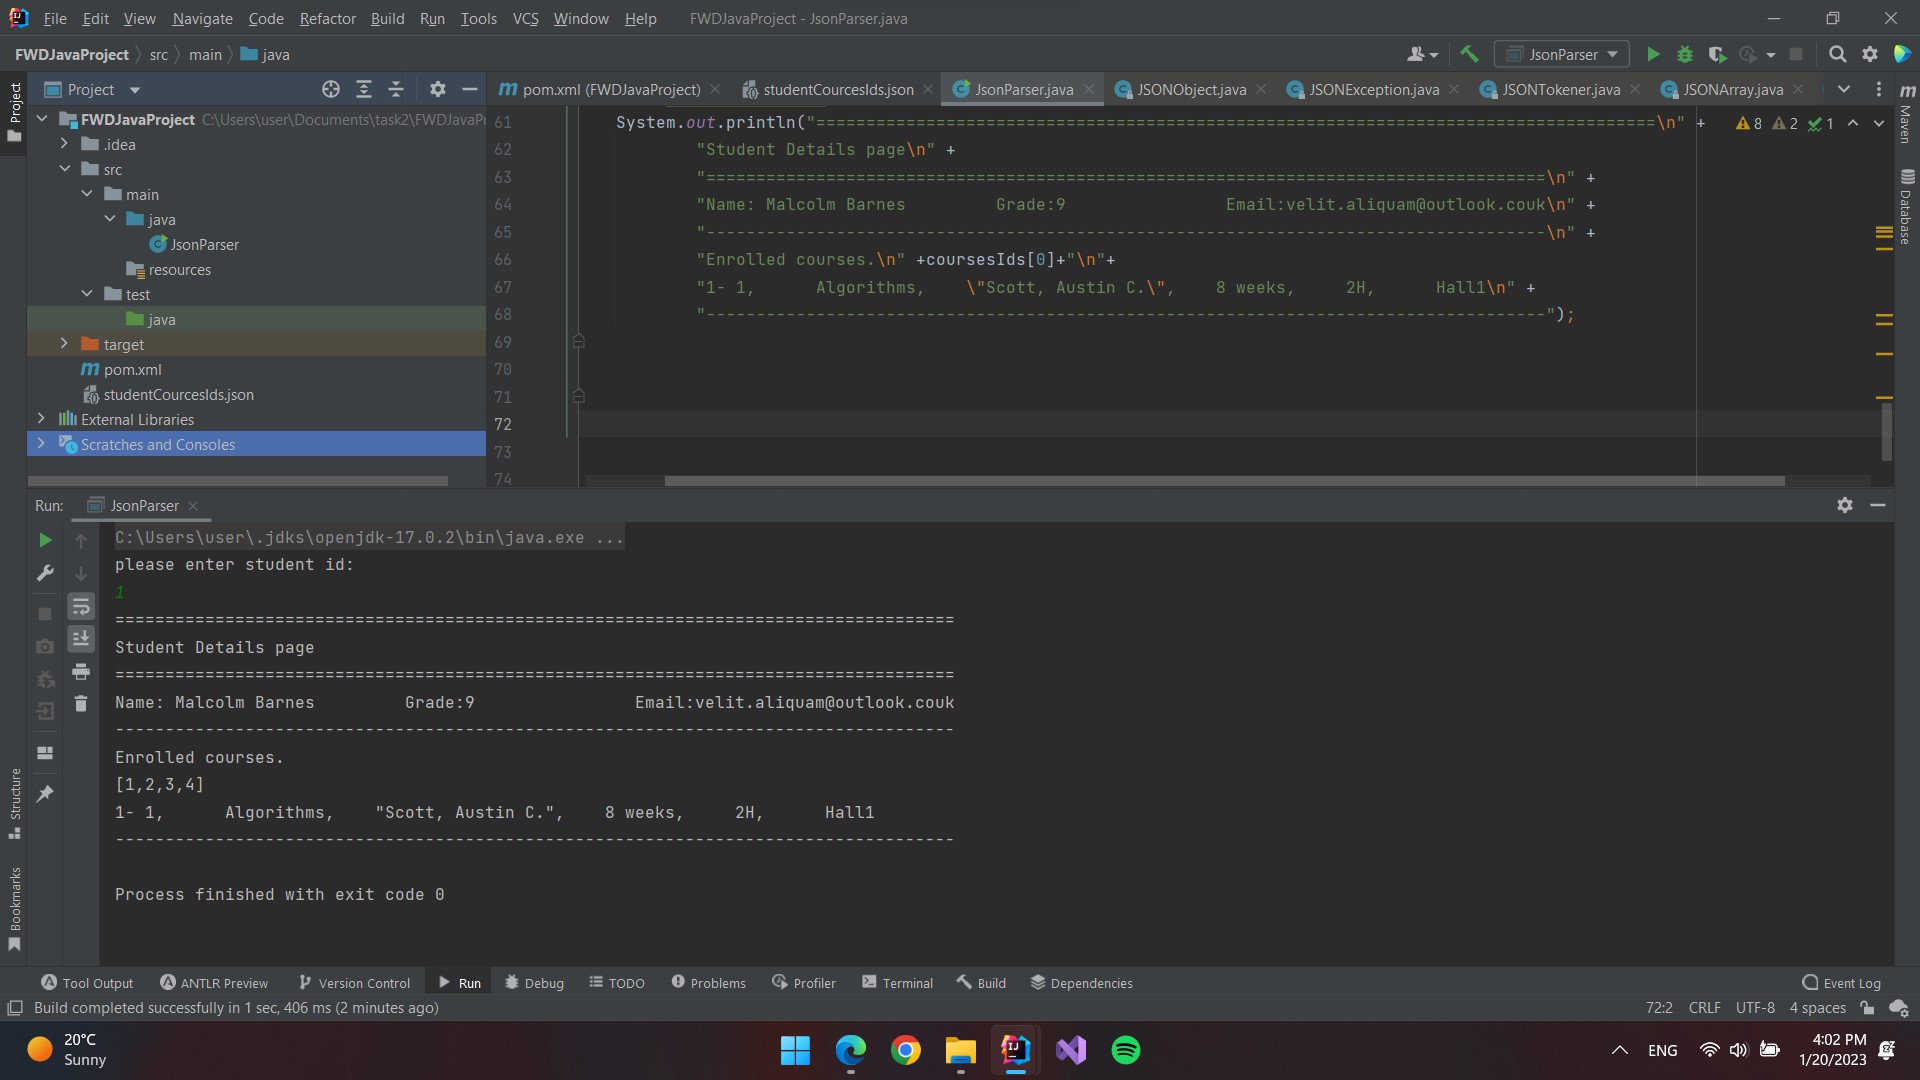 File Edit View Navigate Code Refactor Build Run Tools VCS Window Help FWDJavaProject - JsonParser.java
FWDJavaProject src main java JsonParser
Project pom.xml (FWDJavaProject) studentCourcesIds.json JsonParser.java JSONObject.java JSONException.java JSONTokener.java JSONArray.java
Project
Maven
Database
FWDJavaProject C:\Users\user\Documents\task2\FWDJavaPr
.idea
src
main
java
JsonParser
resources
test
java
target
pom.xml
studentCourcesIds.json
External Libraries
Scratches and Consoles
8 2 1
61 System.out.println("====================================================================================\n" +
62 "Student Details page\n" +
63 "====================================================================================\n" +
64 "Name: Malcolm Barnes         Grade:9                Email:velit.aliquam@outlook.couk\n" +
65 "------------------------------------------------------------------------------------\n" +
66 "Enrolled courses.\n" +coursesIds[0]+"\n"+
67 "1- 1,      Algorithms,    \"Scott, Austin C.\",    8 weeks,     2H,      Hall1\n" +
68 "------------------------------------------------------------------------------------");
69
70
71
72
73
74
Run: JsonParser
C:\Users\user\.jdks\openjdk-17.0.2\bin\java.exe ...
please enter student id:
1
====================================================================================
Student Details page
====================================================================================
Name: Malcolm Barnes         Grade:9                Email:velit.aliquam@outlook.couk
------------------------------------------------------------------------------------
Enrolled courses.
[1,2,3,4]
1- 1,      Algorithms,    "Scott, Austin C.",    8 weeks,     2H,      Hall1
------------------------------------------------------------------------------------
Process finished with exit code 0
Structure
Bookmarks
Tool Output ANTLR Preview Version Control Run Debug TODO Problems Profiler Terminal Build Dependencies Event Log
Build completed successfully in 1 sec, 406 ms (2 minutes ago) 72:2 CRLF UTF-8 4 spaces
20°C
Sunny
ENG
4:02 PM
1/20/2023